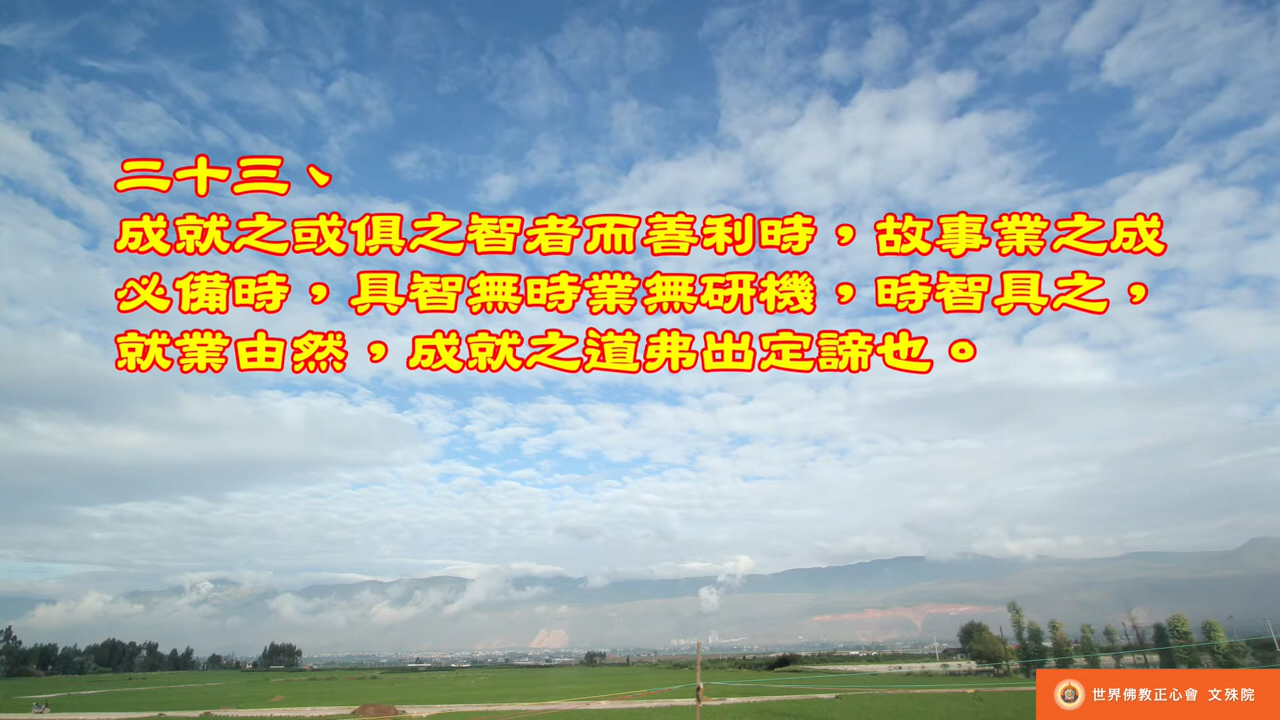 二十三、
成就之或俱之智者而善利時，故事業之成
必備時，具智無時業無研機，時智具之，
就業由然，成就之道弗出定諦也。
世界佛教正心會 文殊院